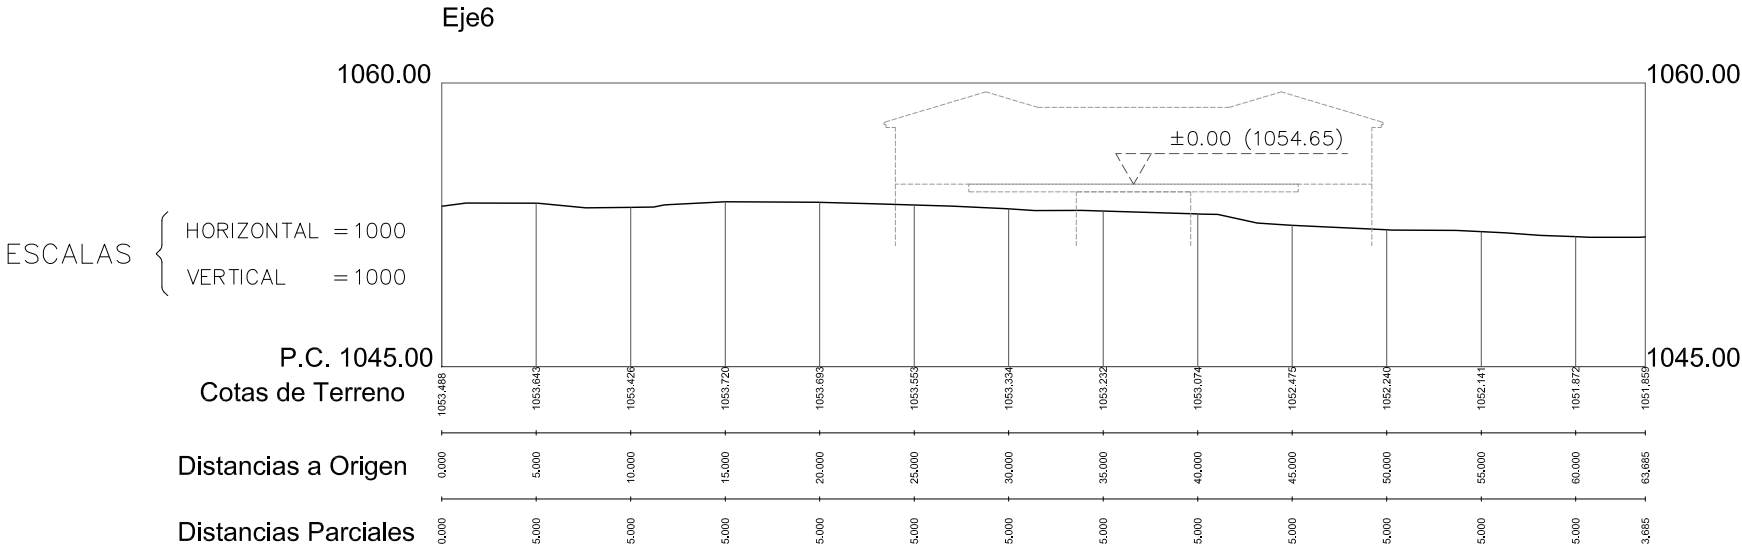 Eje6
1060.00 1060.00
±0.00 (1054.65)
ESCALAS
HORIZONTAL = 1000
VERTICAL = 1000
P.C. 1045.00 1045.00
Cotas de Terreno 1053.488 1053.643 1053.426 1053.720 1053.693 1053.553 1053.334 1053.232 1053.074 1052.475 1052.240 1052.141 1051.872 1051.859
Distancias a Origen 0.000 5.000 10.000 15.000 20.000 25.000 30.000 35.000 40.000 45.000 50.000 55.000 60.000 63.685
Distancias Parciales 0.000 5.000 5.000 5.000 5.000 5.000 5.000 5.000 5.000 5.000 5.000 5.000 5.000 3.685